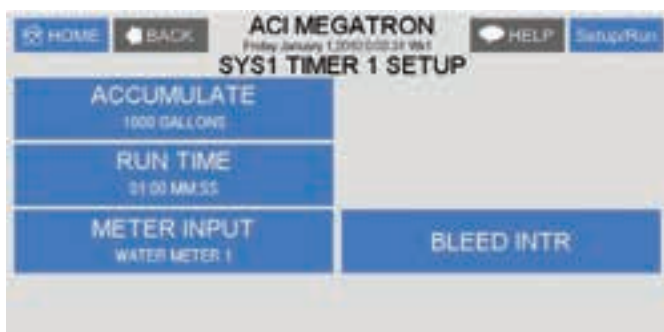 HOME
BACK
ACI MEGATRON
HELP
Setup/Run
SYS1 TIMER 1 SETUP
ACCUMULATE
1000 GALLONS
RUN TIME
01:00 MM:SS
METER INPUT
WATER METER 1
BLEED INTR